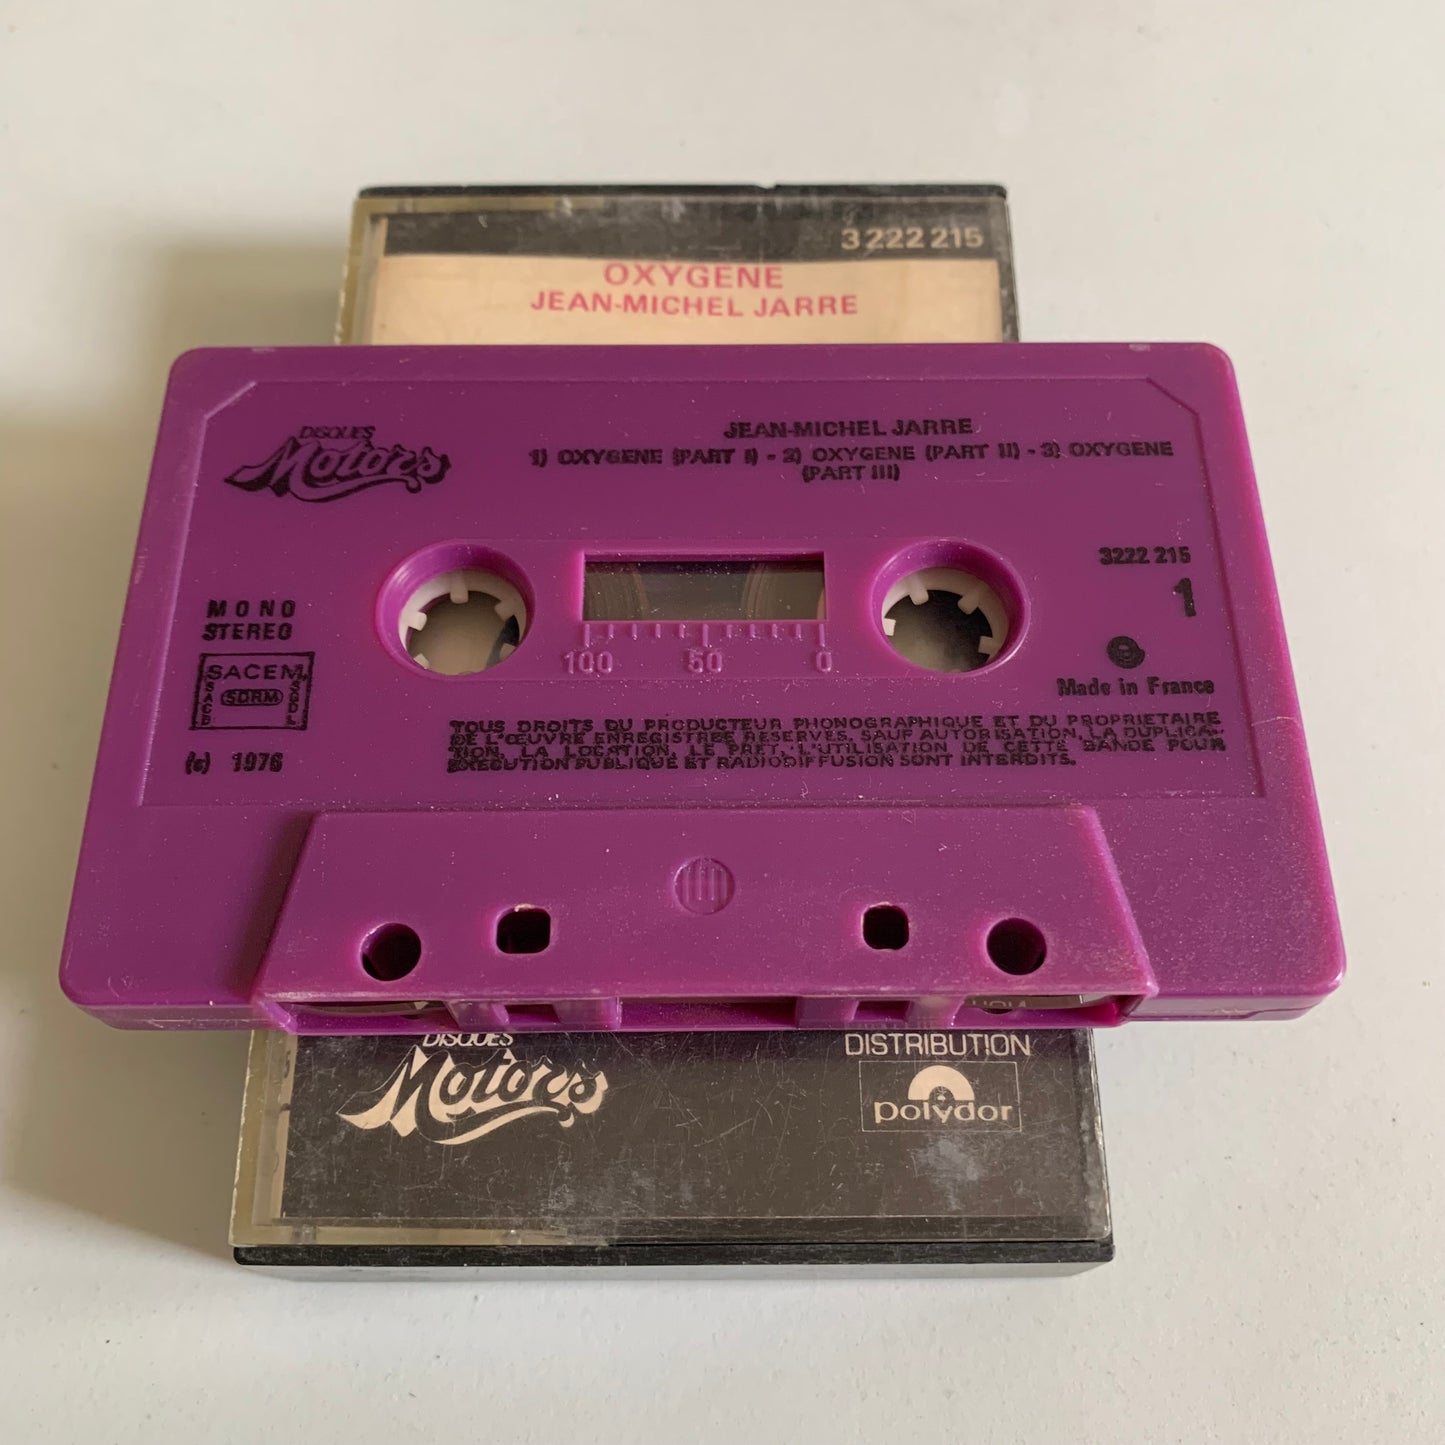 3 222 215
OXYGENE
JEAN-MICHEL JARRE
DISQUES
Motors
JEAN-MICHEL JARRE
1) OXYGENE (PART I) - 2) OXYGENE (PART II) - 3) OXYGENE
(PART III)
3222 215
1
MONO
STEREO
SACEM
SACD
SDRM
SGDL
(c) 1976
100 50 0
Made in France
TOUS DROITS DU PRODUCTEUR PHONOGRAPHIQUE ET DU PROPRIETAIRE
DE L'ŒUVRE ENREGISTREE RESERVES. SAUF AUTORISATION, LA DUPLICA-
TION, LA LOCATION, LE PRET, L'UTILISATION DE CETTE BANDE POUR
EXECUTION PUBLIQUE ET RADIODIFFUSION SONT INTERDITS.
DISQUES
Motors
DISTRIBUTION
polydor